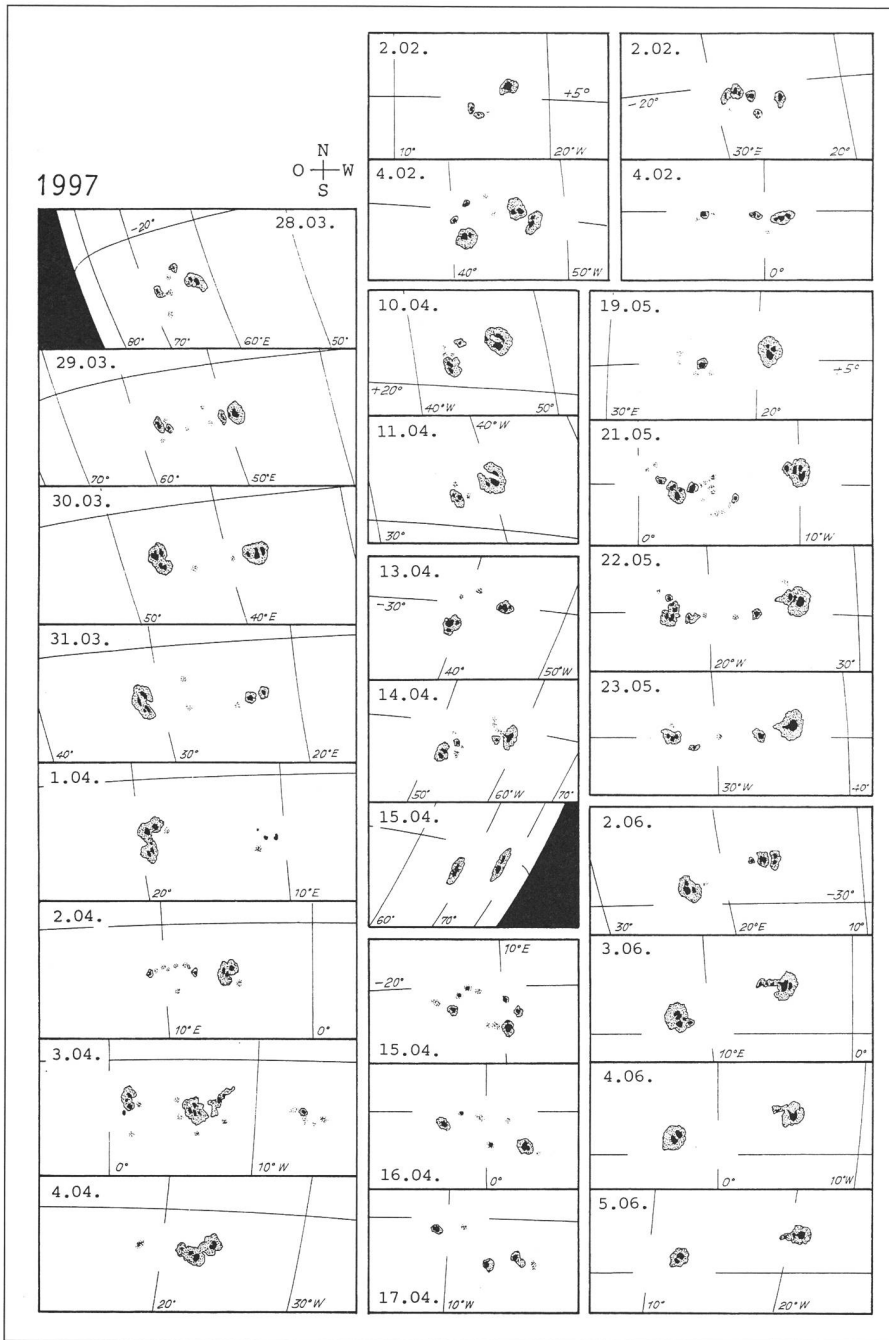 1997
N
O W
S
28.03.
-20°
80° 70° 60°E 50°
29.03.
70° 60° 50°E
30.03.
50° 40°E
31.03.
40° 30° 20°E
1.04.
20° 10°E
2.04.
10°E 0°
3.04.
0° 10°W
4.04.
20° 30°W
2.02.
+5°
10° 20°W
4.02.
40° 50°W
10.04.
+20°
40°W 50°
11.04.
40°W
30°
13.04.
-30°
40° 50°W
14.04.
50° 60°W 70°
15.04.
60° 70°
10°E
-20°
15.04.
16.04.
0°
17.04.
10°W
2.02.
-20°
30°E 20°
4.02.
0°
19.05.
+5°
30°E 20°
21.05.
0° 10°W
22.05.
20°W 30°
23.05.
30°W 40°
2.06.
-30°
30° 20°E 10°
3.06.
10°E 0°
4.06.
0° 10°W
5.06.
10° 20°W